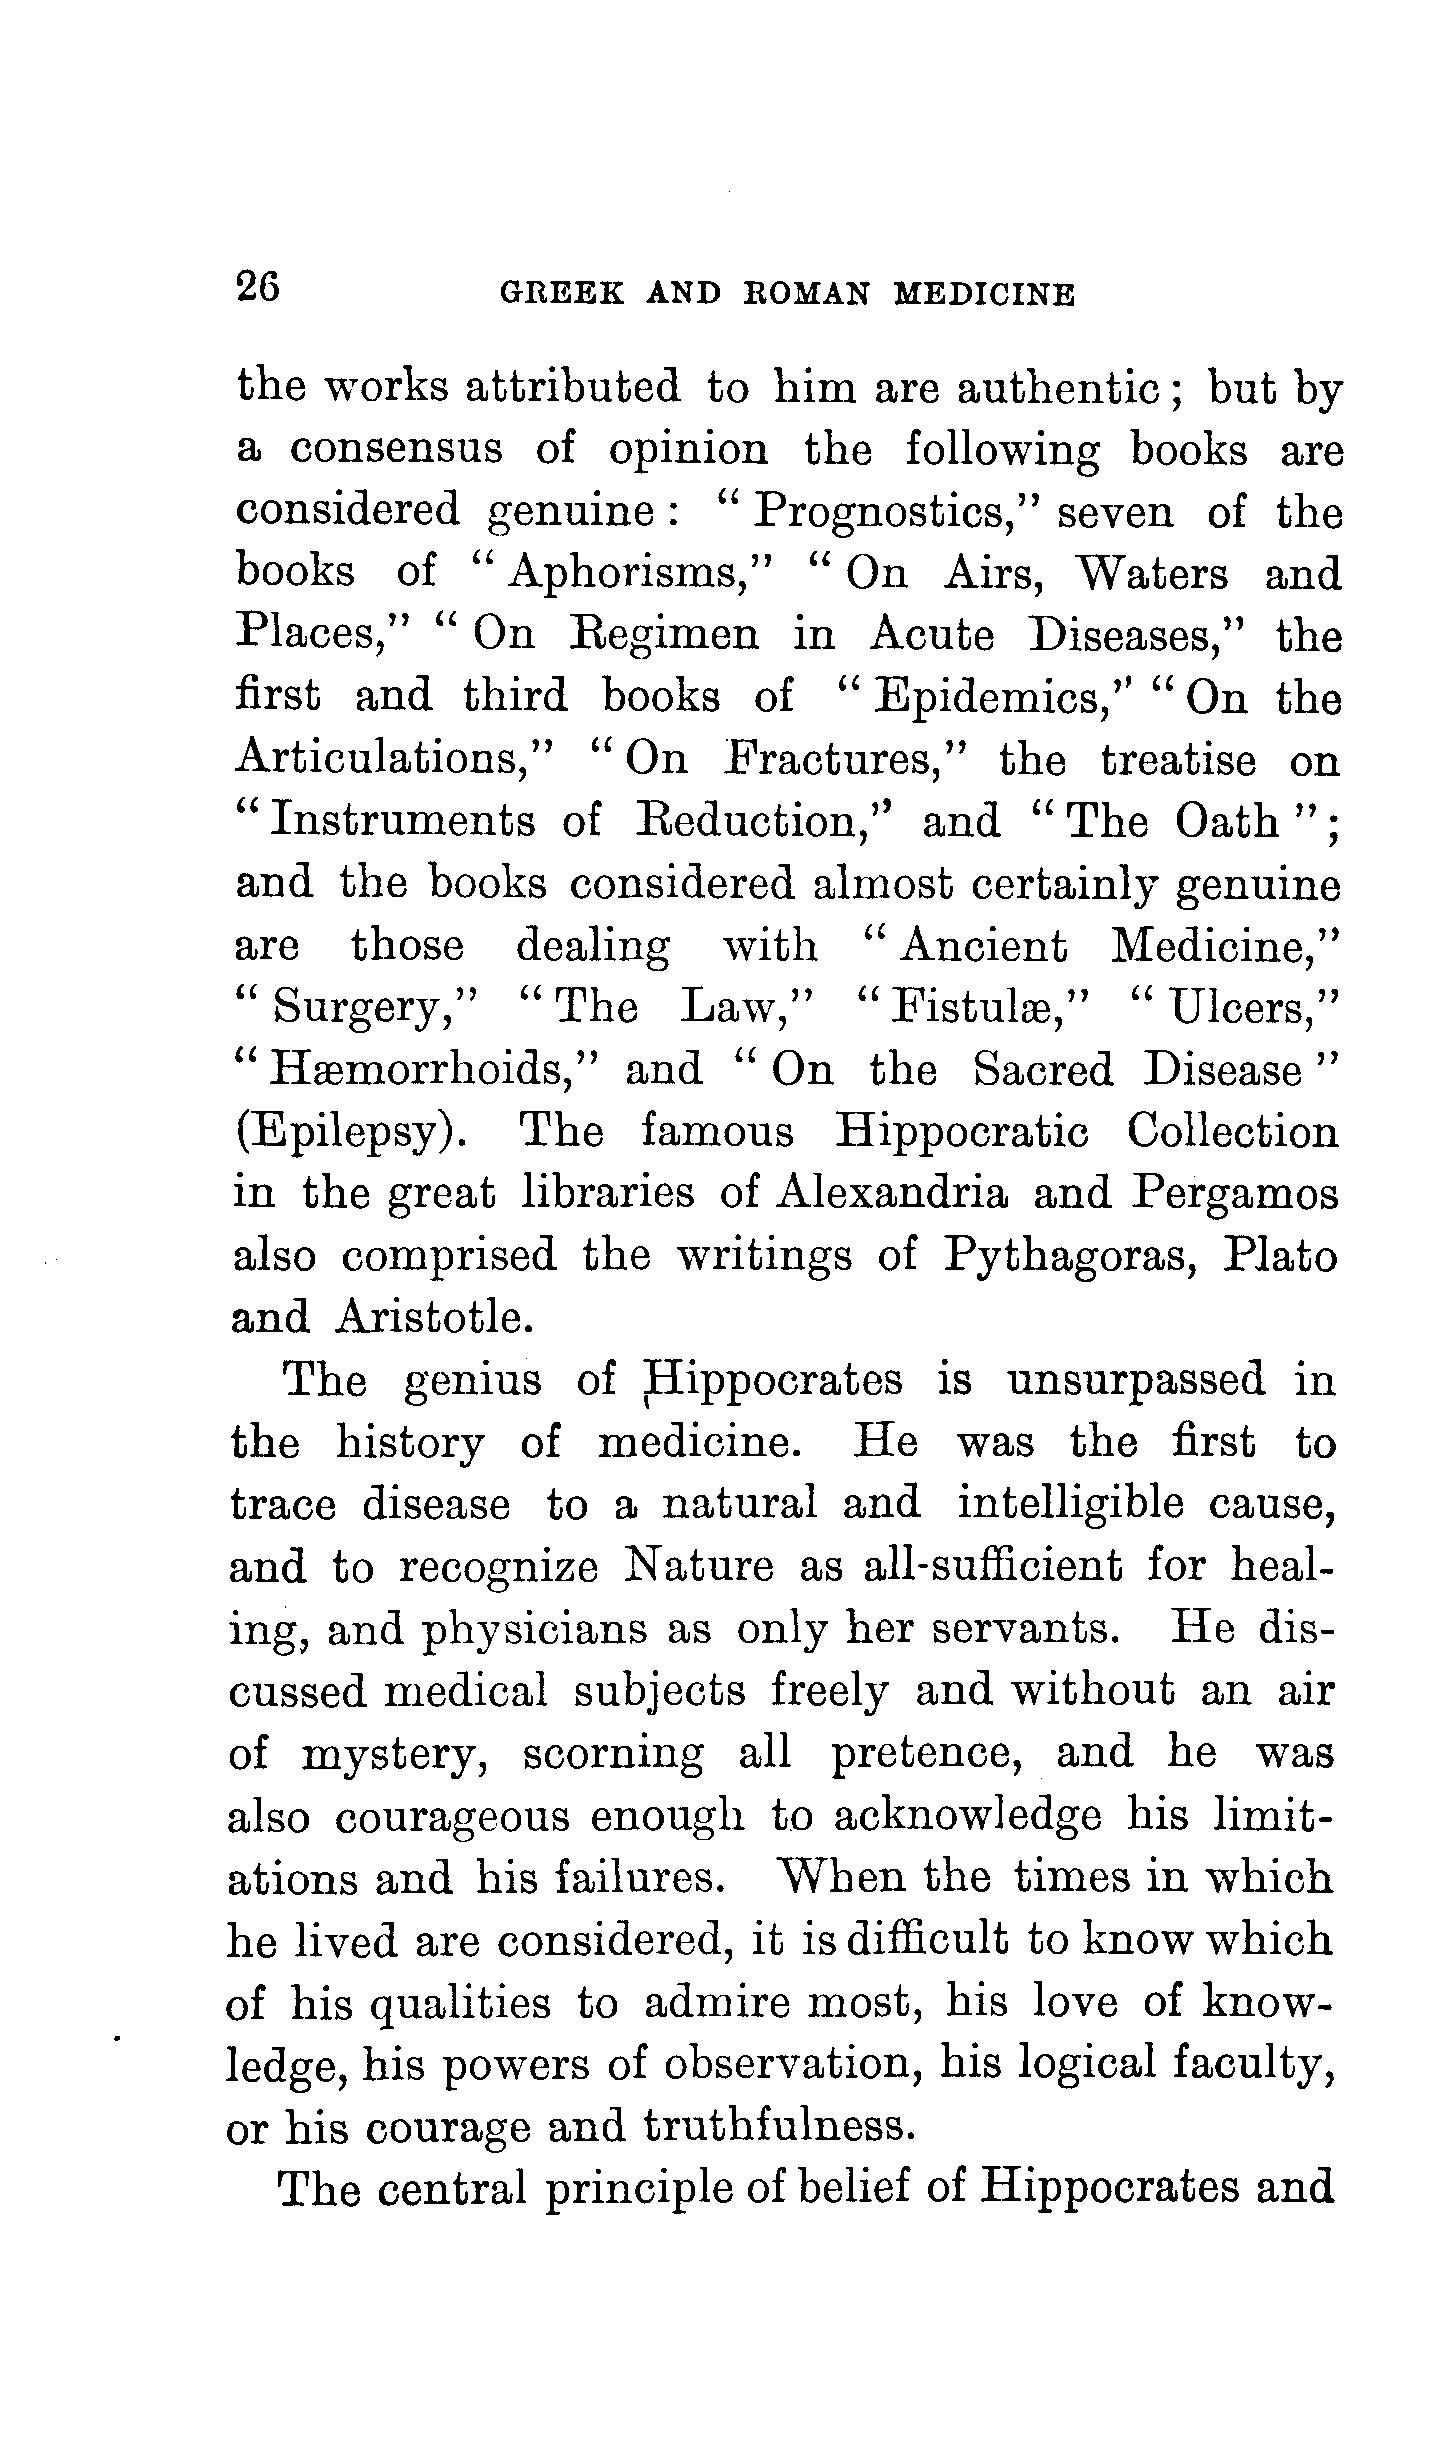 26 GREEK AND ROMAN MEDICINE
the works attributed to him are authentic; but by
a consensus of opinion the following books are
considered genuine: "Prognostics," seven of the
books of "Aphorisms," "On Airs, Waters and
Places," "On Regimen in Acute Diseases," the
first and third books of "Epidemics," "On the
Articulations," "On Fractures," the treatise on
"Instruments of Reduction," and "The Oath";
and the books considered almost certainly genuine
are those dealing with "Ancient Medicine,"
"Surgery," "The Law," "Fistulæ," "Ulcers,"
"Hæmorrhoids," and "On the Sacred Disease"
(Epilepsy). The famous Hippocratic Collection
in the great libraries of Alexandria and Pergamos
also comprised the writings of Pythagoras, Plato
and Aristotle.
The genius of Hippocrates is unsurpassed in
the history of medicine. He was the first to
trace disease to a natural and intelligible cause,
and to recognize Nature as all-sufficient for heal-
ing, and physicians as only her servants. He dis-
cussed medical subjects freely and without an air
of mystery, scorning all pretence, and he was
also courageous enough to acknowledge his limit-
ations and his failures. When the times in which
he lived are considered, it is difficult to know which
of his qualities to admire most, his love of know-
ledge, his powers of observation, his logical faculty,
or his courage and truthfulness.
The central principle of belief of Hippocrates and